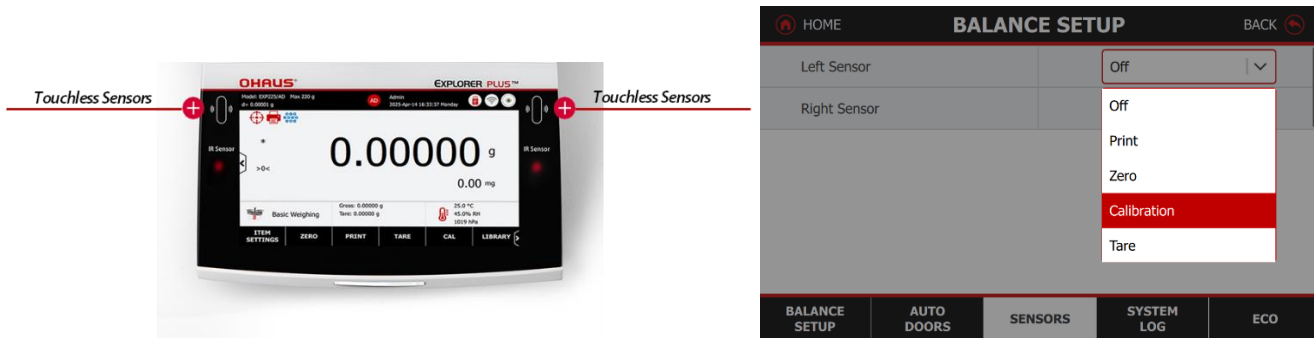 Touchless Sensors
Touchless Sensors
OHAUS®
EXPLORER PLUS™
Model: EXP225/AD Max 220 g
d= 0.00001 g
AD
Admin
2025-Apr-14 16:33:37 Monday
IR Sensor
IR Sensor
*
>0<
0.00000 g
0.00 mg
Basic Weighing
Gross: 0.00000 g
Tare: 0.00000 g
25.0 °C
45.0% RH
1019 hPa
ITEM
SETTINGS
ZERO
PRINT
TARE
CAL
LIBRARY
HOME
BALANCE SETUP
BACK
Left Sensor
Off
Right Sensor
Off
Print
Zero
Calibration
Tare
BALANCE
SETUP
AUTO
DOORS
SENSORS
SYSTEM
LOG
ECO